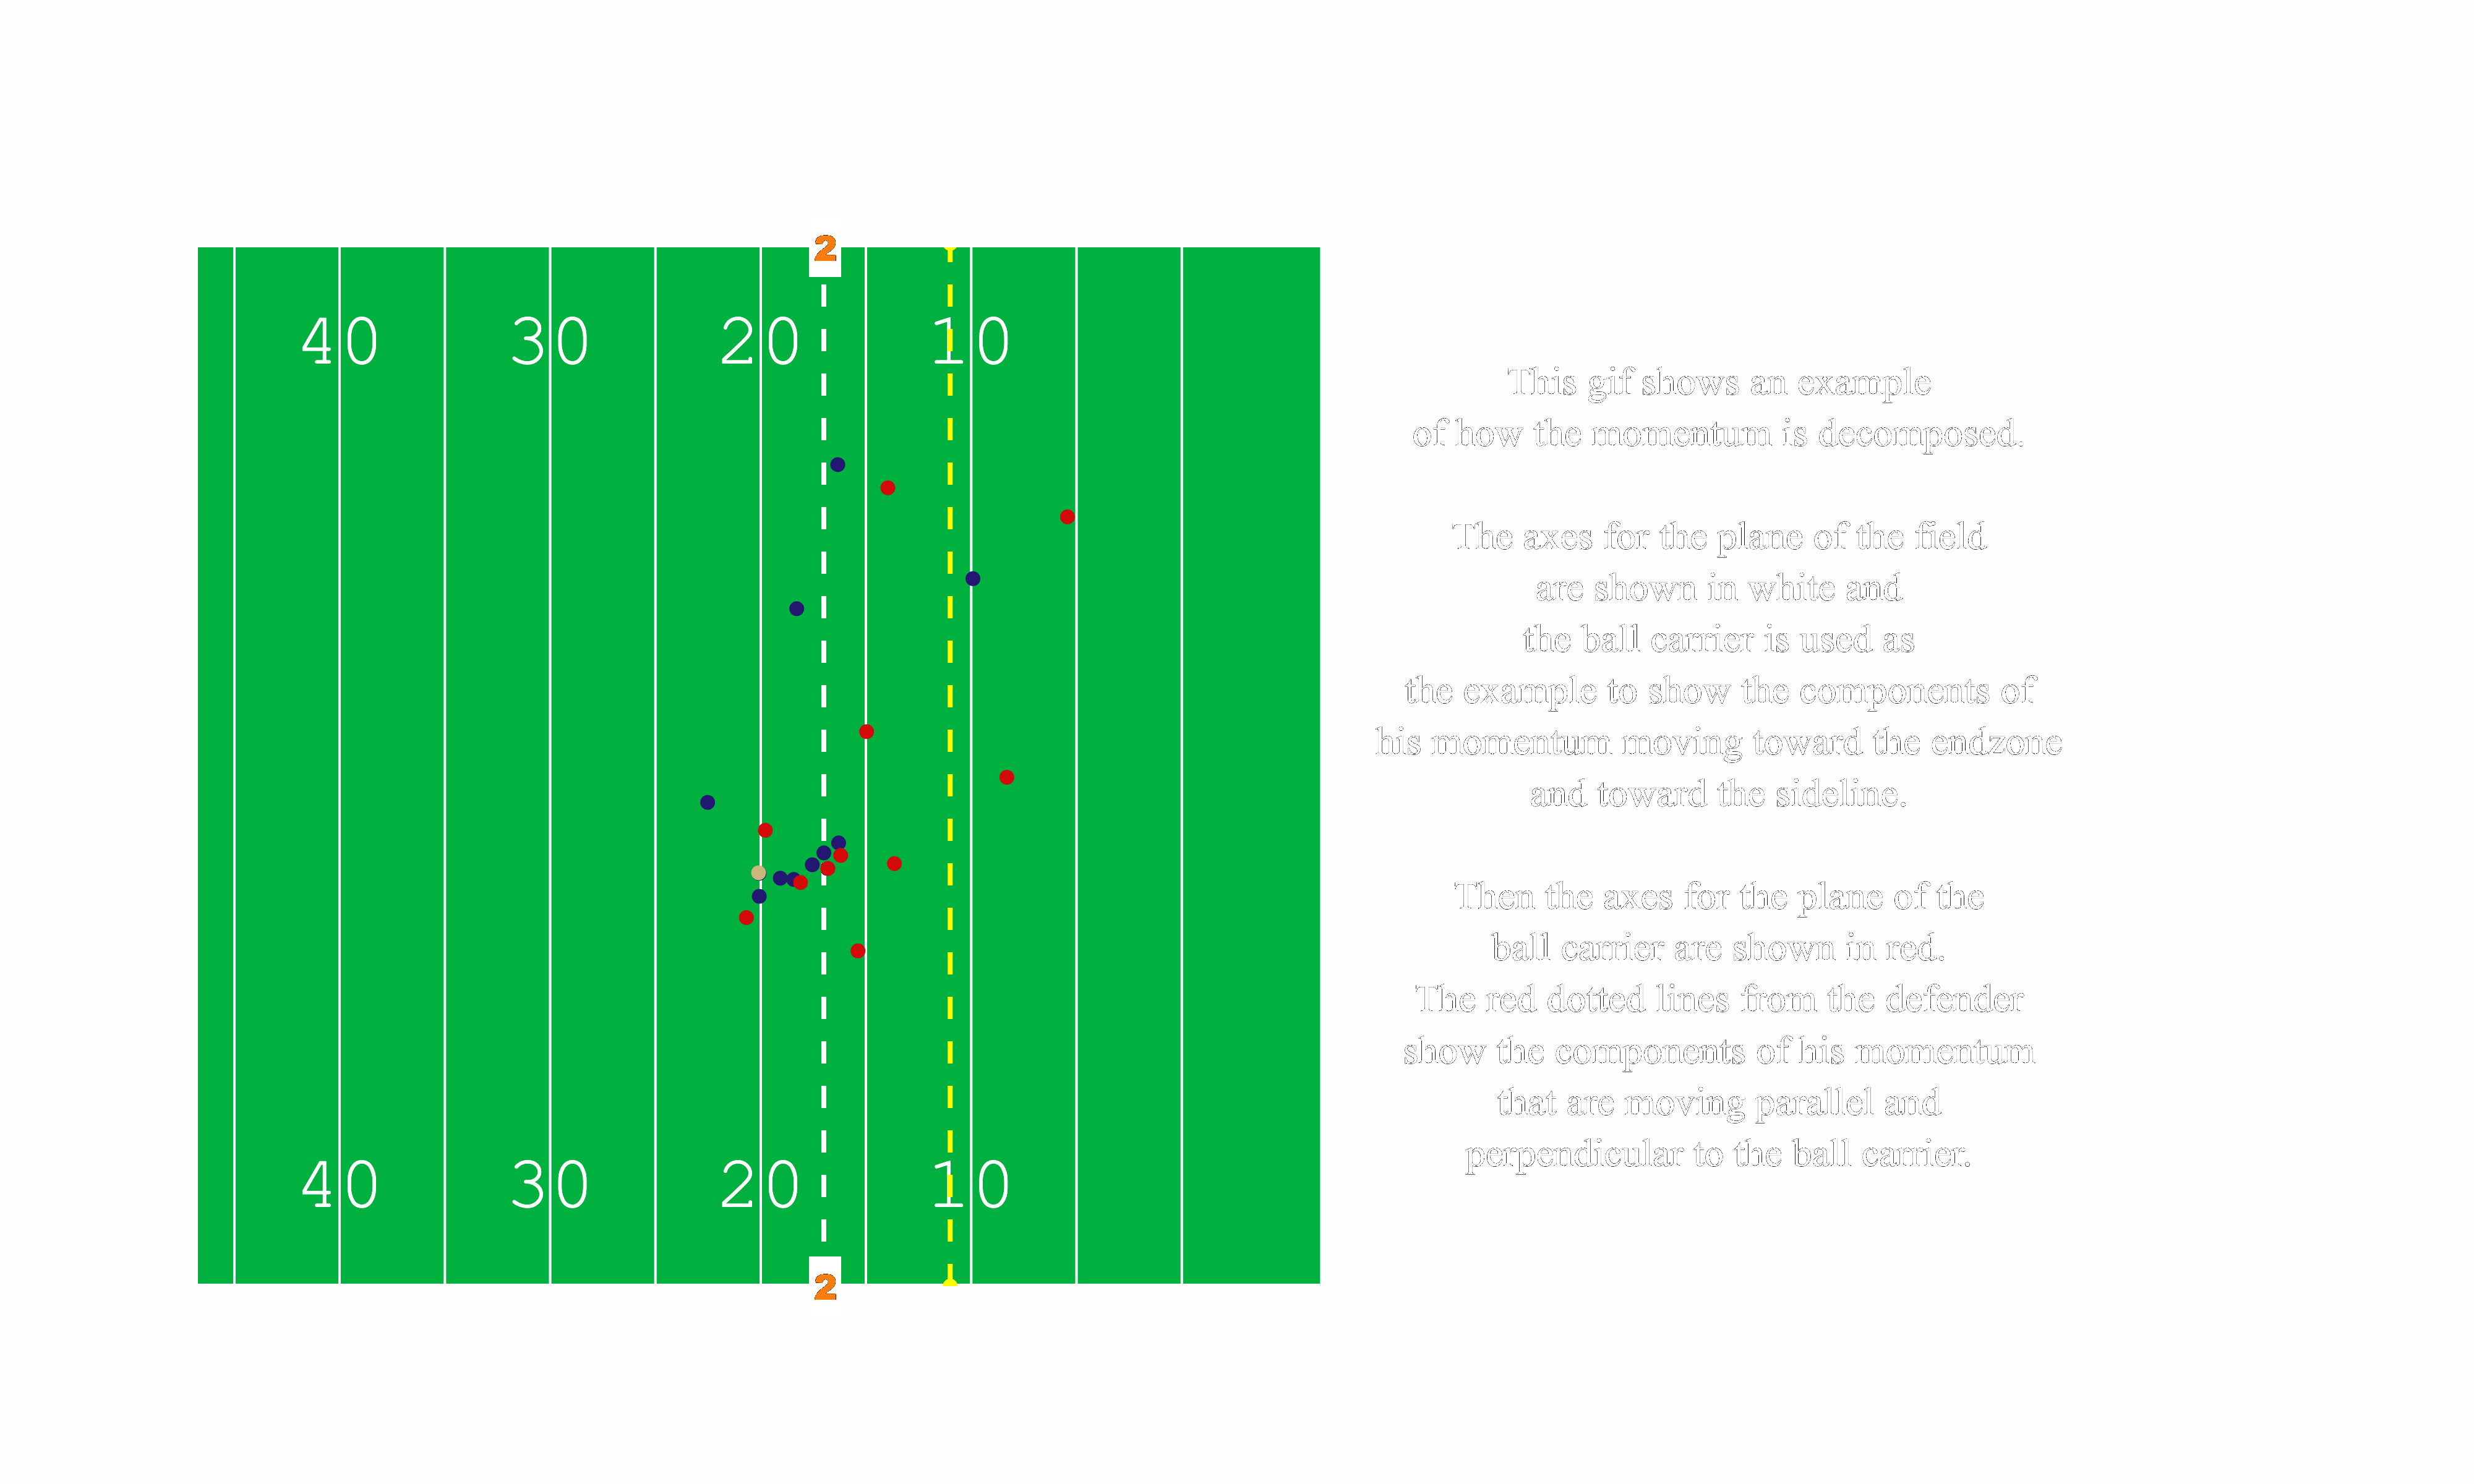 2
40 30 20 10
This gif shows an example
of how the momentum is decomposed.
The axes for the plane of the field
are shown in white and
the ball carrier is used as
the example to show the components of
his momentum moving toward the endzone
and toward the sideline.
Then the axes for the plane of the
ball carrier are shown in red.
The red dotted lines from the defender
show the components of his momentum
that are moving parallel and
perpendicular to the ball carrier.
40 30 20 10
2